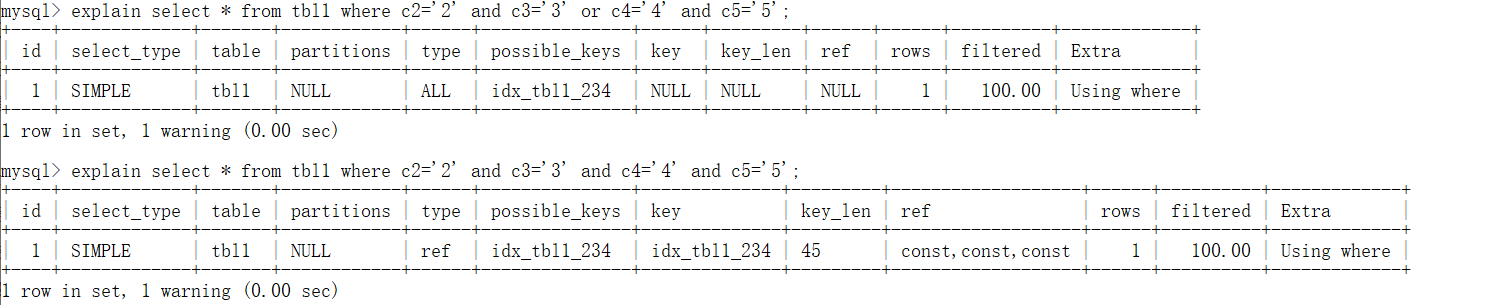 mysql> explain select * from tbl1 where c2='2' and c3='3' or c4='4' and c5='5';
+----+-------------+-------+------------+------+---------------+------+---------+------+------+----------+-------------+
| id | select_type | table | partitions | type | possible_keys | key | key_len | ref | rows | filtered | Extra |
+----+-------------+-------+------------+------+---------------+------+---------+------+------+----------+-------------+
| 1 | SIMPLE | tbl1 | NULL | ALL | idx_tbl1_234 | NULL | NULL | NULL | 1 | 100.00 | Using where |
+----+-------------+-------+------------+------+---------------+------+---------+------+------+----------+-------------+
1 row in set, 1 warning (0.00 sec)
mysql> explain select * from tbl1 where c2='2' and c3='3' and c4='4' and c5='5';
+----+-------------+-------+------------+------+---------------+--------------+---------+-------------------+------+----------+-------------+
| id | select_type | table | partitions | type | possible_keys | key | key_len | ref | rows | filtered | Extra |
+----+-------------+-------+------------+------+---------------+--------------+---------+-------------------+------+----------+-------------+
| 1 | SIMPLE | tbl1 | NULL | ref | idx_tbl1_234 | idx_tbl1_234 | 45 | const,const,const | 1 | 100.00 | Using where |
+----+-------------+-------+------------+------+---------------+--------------+---------+-------------------+------+----------+-------------+
1 row in set, 1 warning (0.00 sec)